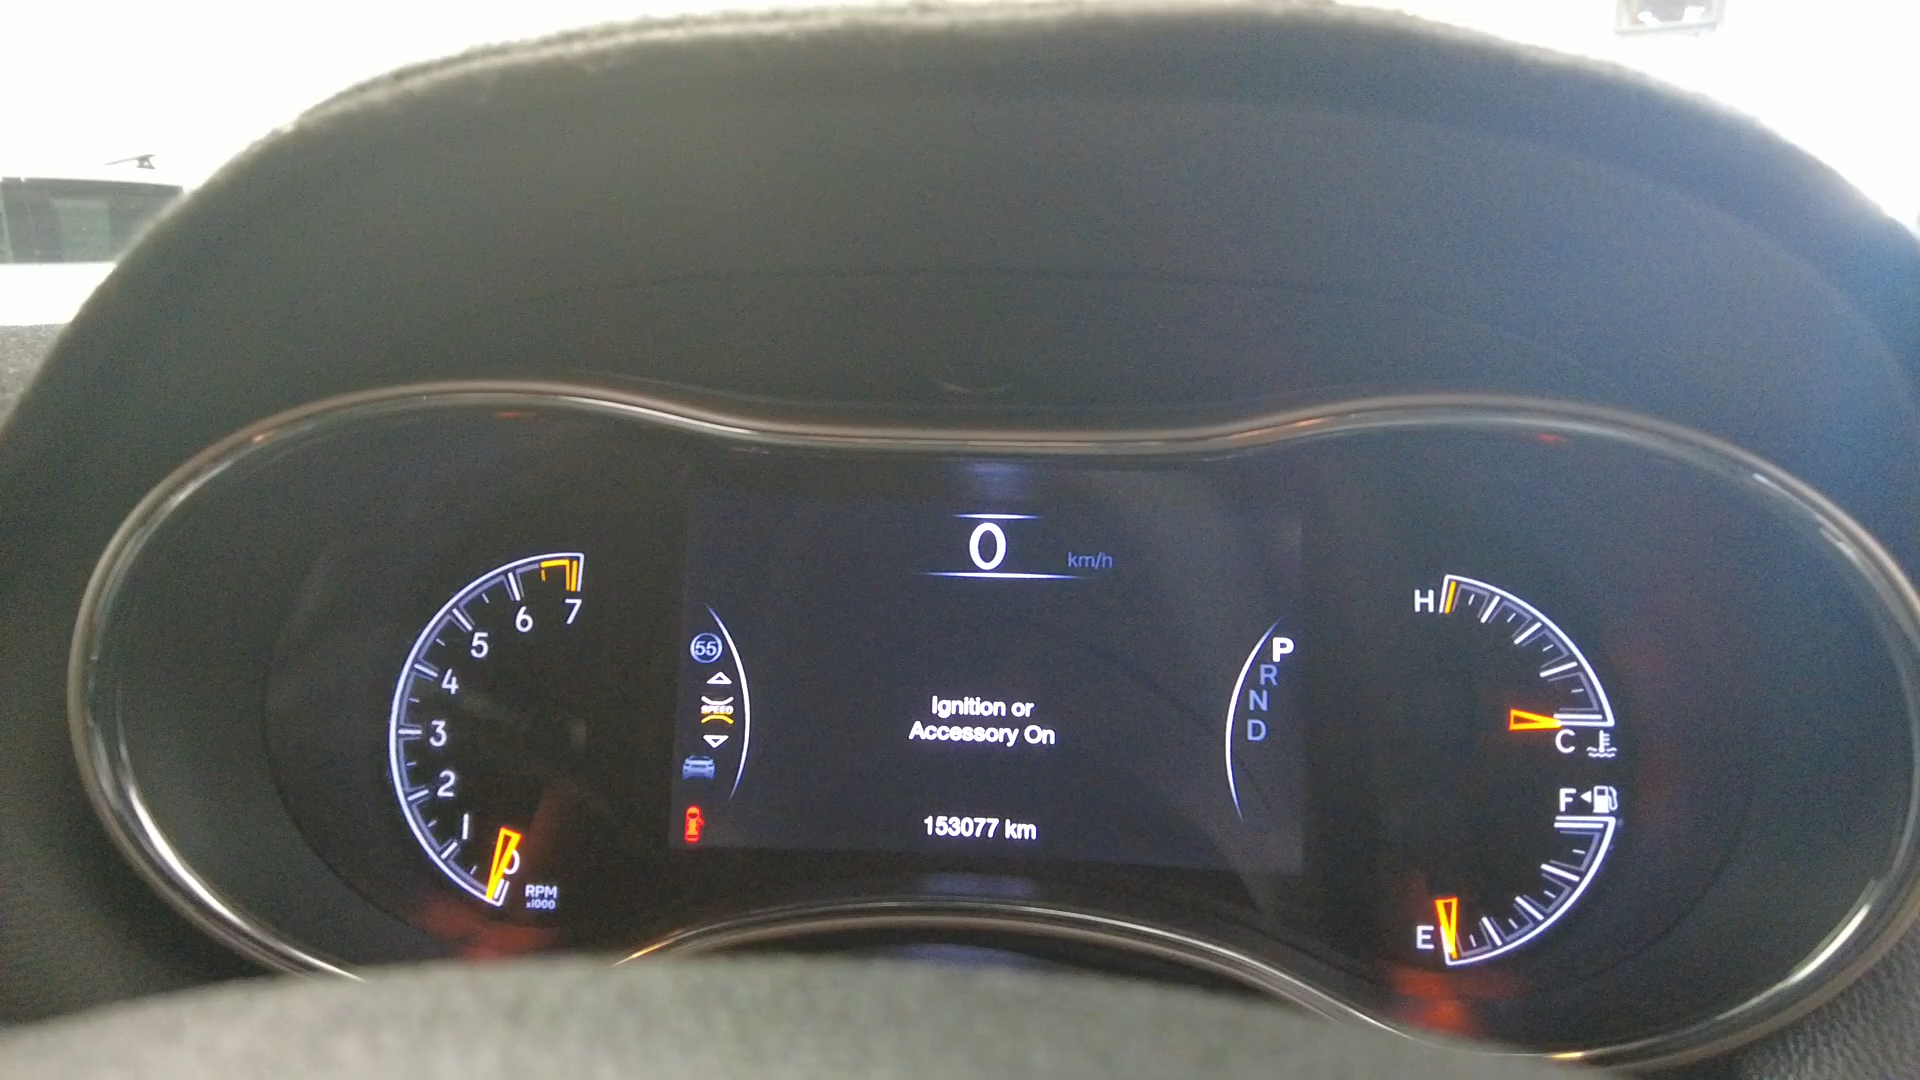 0
km/h
7
6
5
4
3
2
1
0
RPM
x1000
55
SPEED
Ignition or
Accessory On
153077 km
P
R
N
D
H
C
F
E